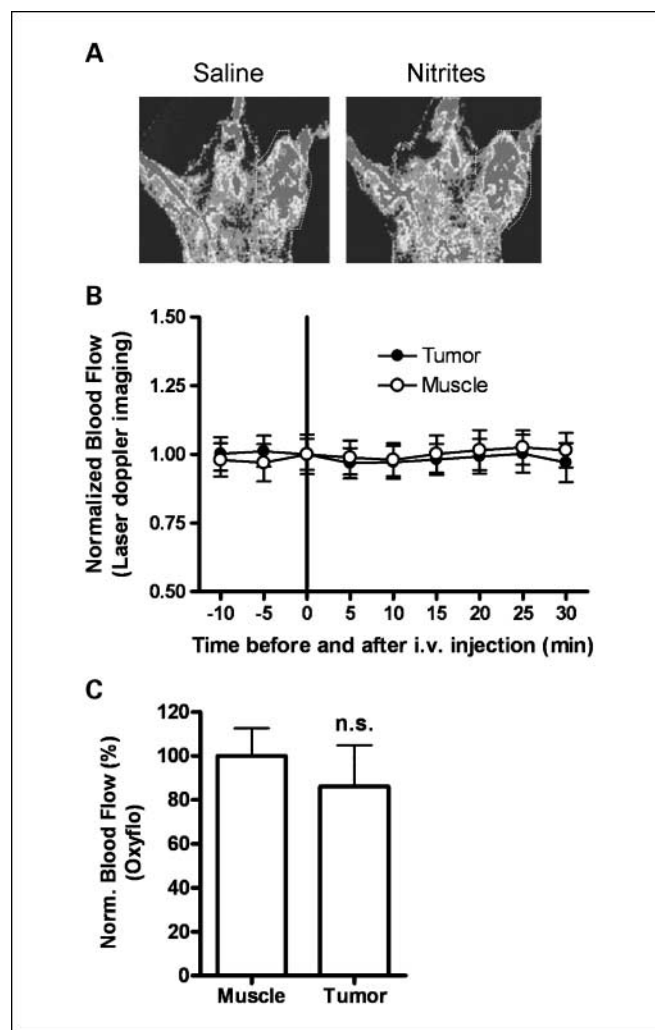 A
Saline
Nitrites
B
Normalized Blood Flow
(Laser doppler imaging)
1.50
1.25
1.00
0.75
0.50
Tumor
Muscle
-10 -5 0 5 10 15 20 25 30
Time before and after i.v. injection (min)
C
Norm. Blood Flow (%)
(Oxyflo)
120
100
80
60
40
20
0
n.s.
Muscle Tumor